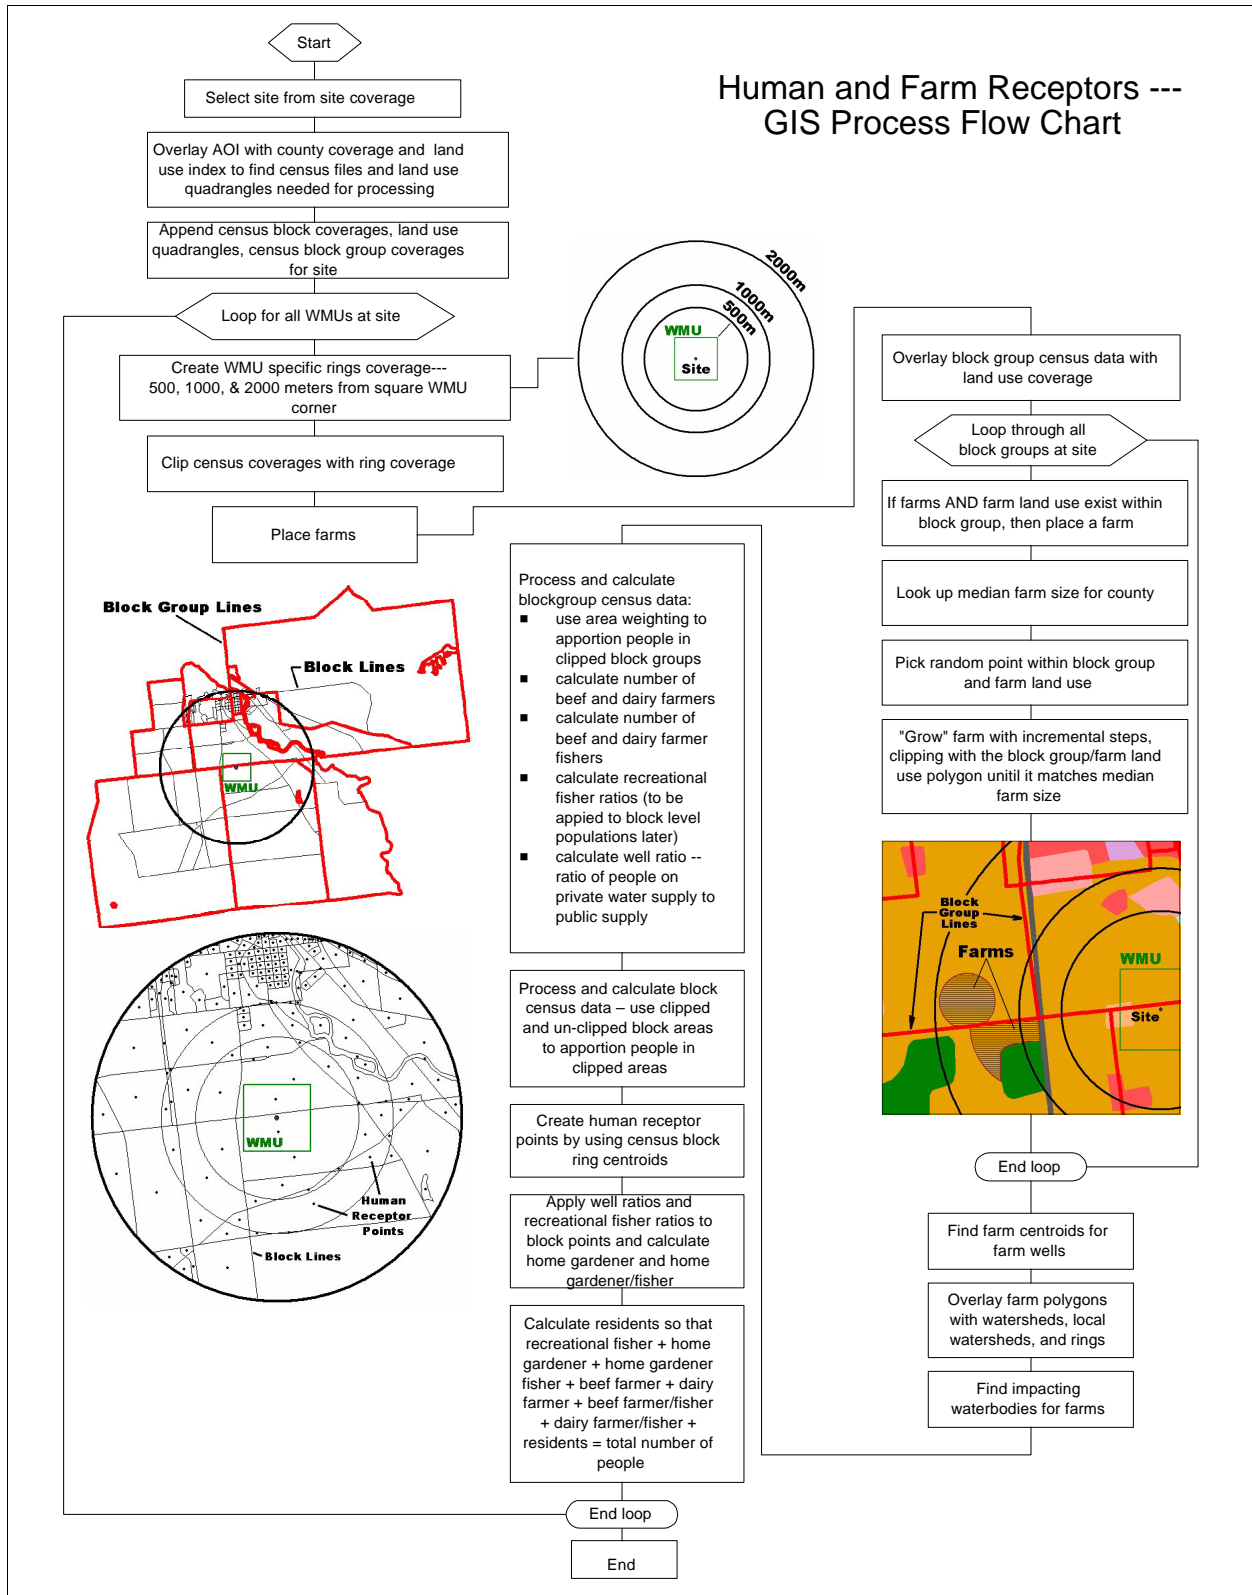 Human and Farm Receptors ---
GIS Process Flow Chart
Start
Select site from site coverage
Overlay AOI with county coverage and land
use index to find census files and land use
quadrangles needed for processing
Append census block coverages, land use
quadrangles, census block group coverages
for site
Loop for all WMUs at site
Create WMU specific rings coverage---
500, 1000, & 2000 meters from square WMU
corner
Clip census coverages with ring coverage
Place farms
2000m
1000m
500m
WMU
Site
Overlay block group census data with
land use coverage
Loop through all
block groups at site
If farms AND farm land use exist within
block group, then place a farm
Look up median farm size for county
Pick random point within block group
and farm land use
"Grow" farm with incremental steps,
clipping with the block group/farm land
use polygon unitil it matches median
farm size
Block
Group
Lines
Farms
WMU
Site
End loop
Find farm centroids for
farm wells
Overlay farm polygons
with watersheds, local
watersheds, and rings
Find impacting
waterbodies for farms
Block Group Lines
Block Lines
WMU
WMU
Human
Receptor
Points
Block Lines
Process and calculate
blockgroup census data:
■ use area weighting to
apportion people in
clipped block groups
■ calculate number of
beef and dairy farmers
■ calculate number of
beef and dairy farmer
fishers
■ calculate recreational
fisher ratios (to be
appied to block level
populations later)
■ calculate well ratio --
ratio of people on
private water supply to
public supply
Process and calculate block
census data – use clipped
and un-clipped block areas
to apportion people in
clipped areas
Create human receptor
points by using census block
ring centroids
Apply well ratios and
recreational fisher ratios to
block points and calculate
home gardener and home
gardener/fisher
Calculate residents so that
recreational fisher + home
gardener + home gardener
fisher + beef farmer + dairy
farmer + beef farmer/fisher
+ dairy farmer/fisher +
residents = total number of
people
End loop
End